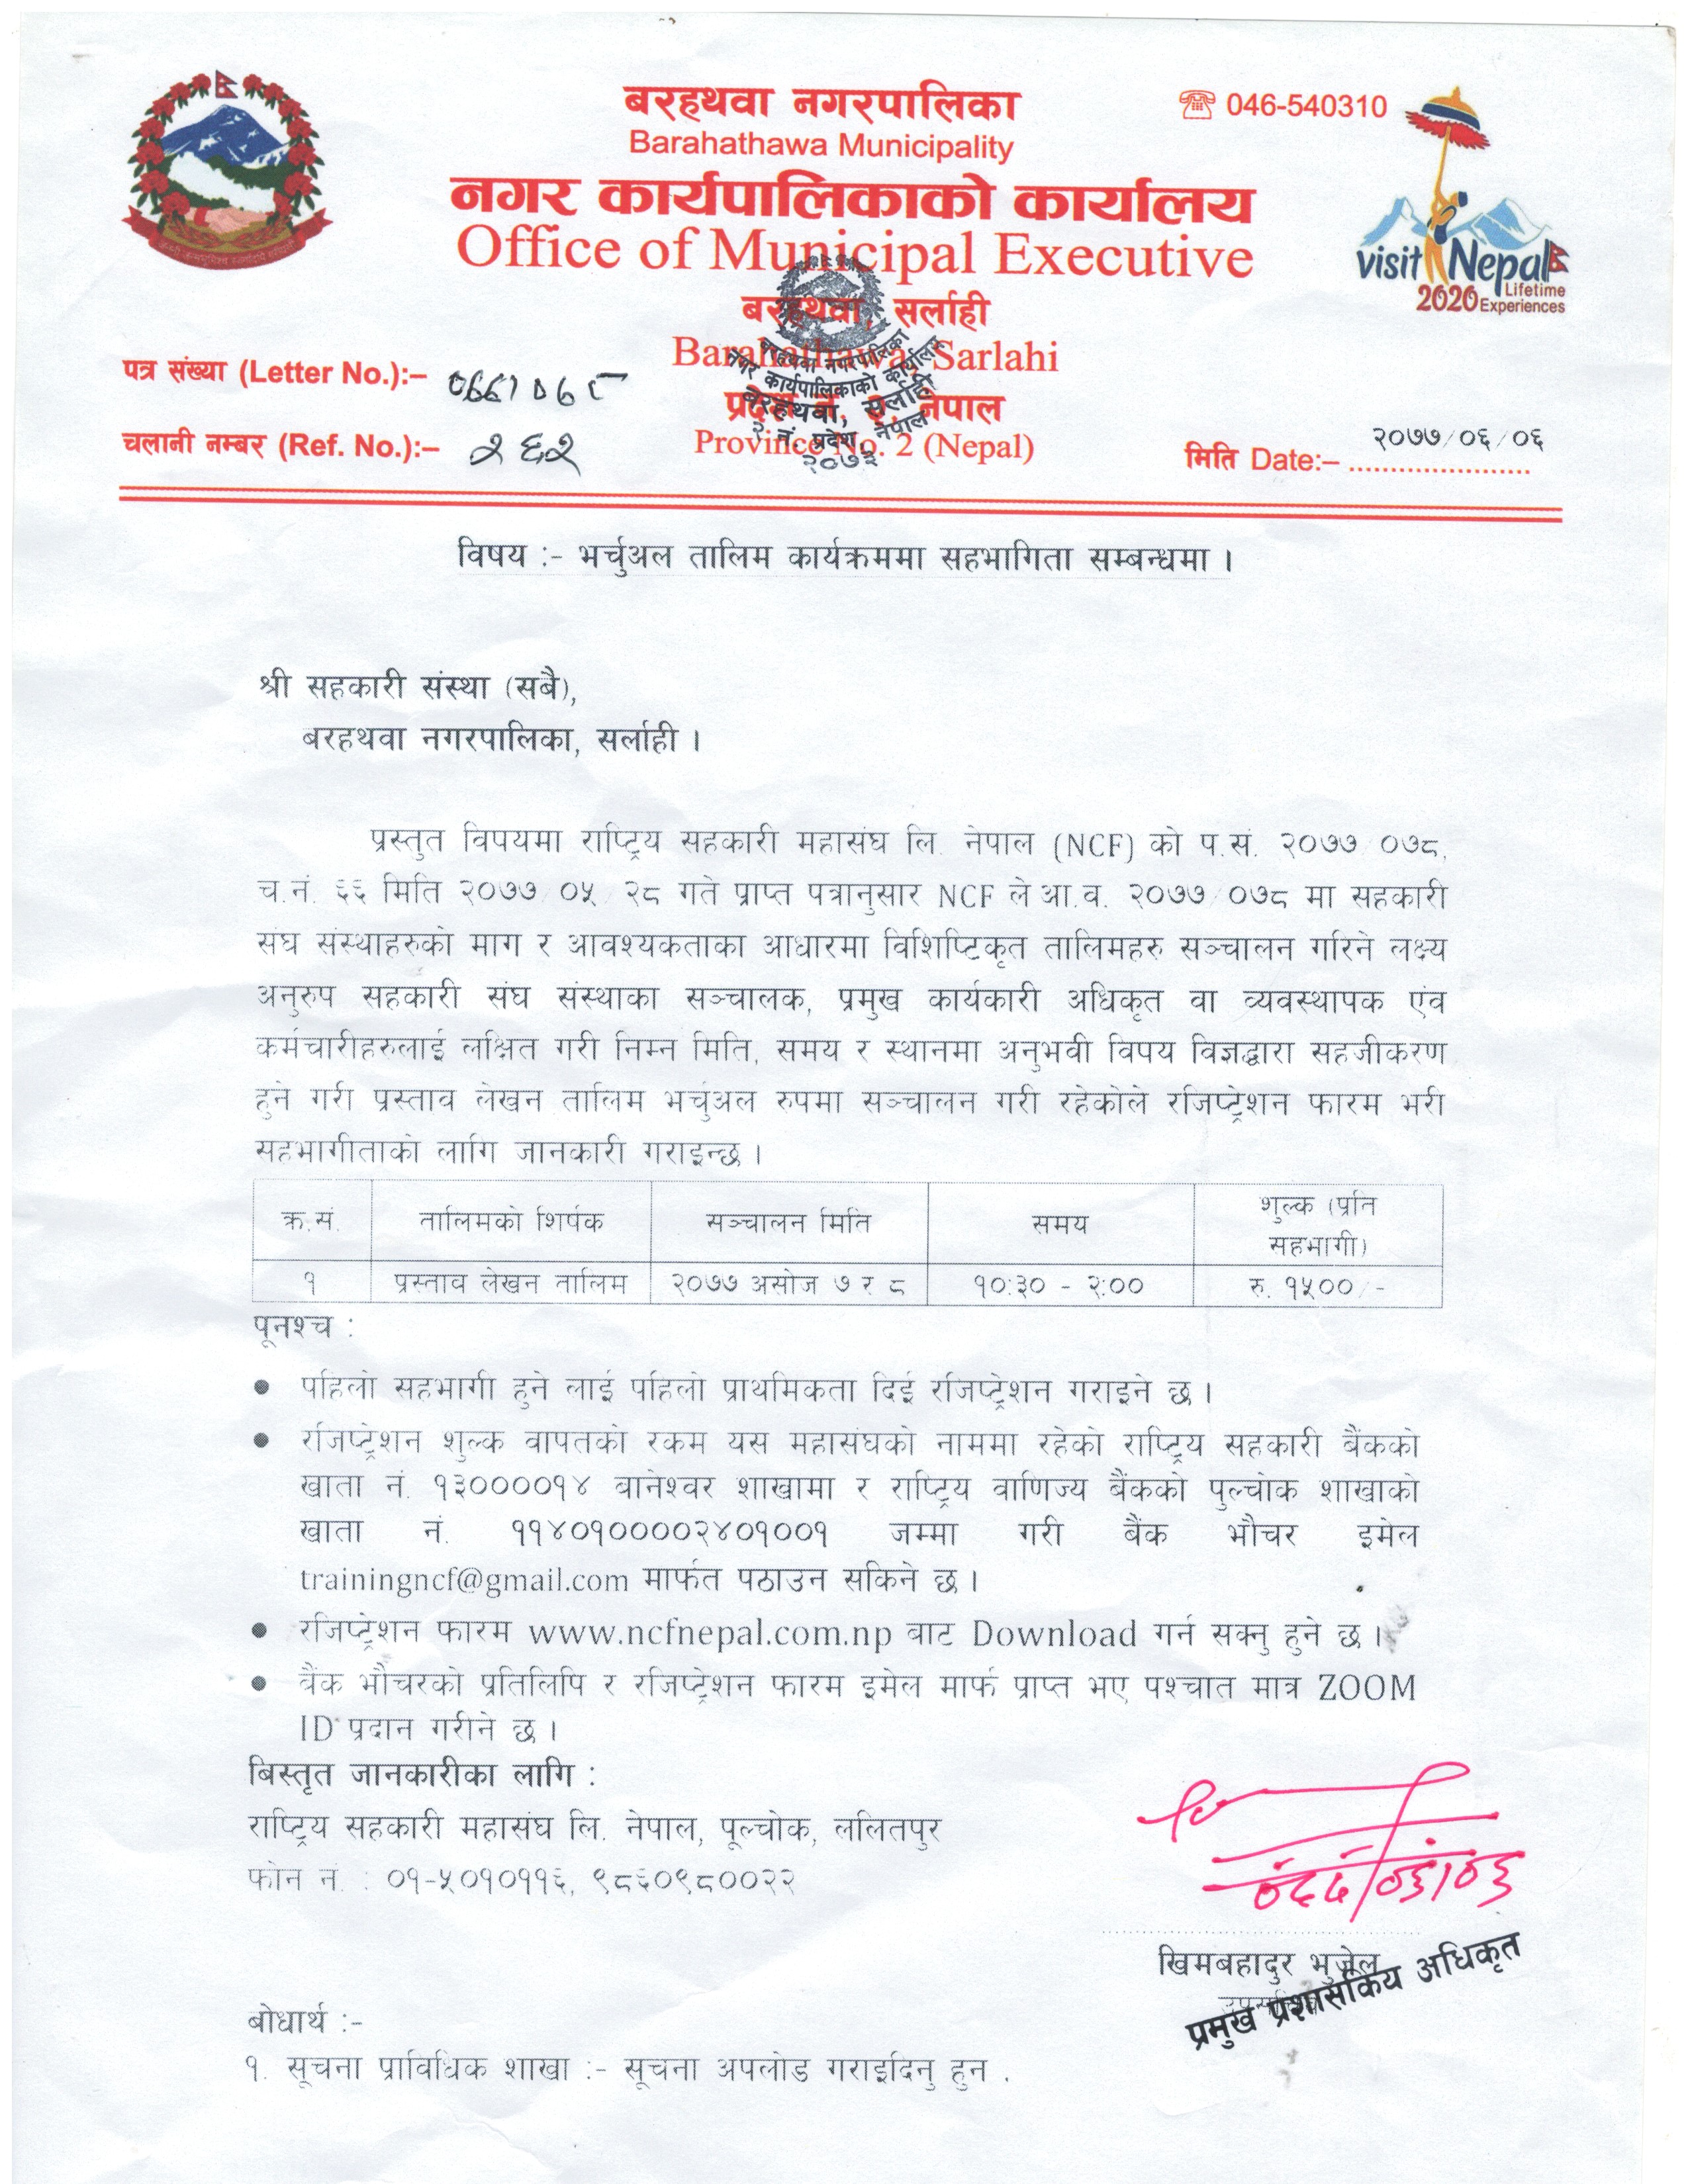 बरहथवा नगरपालिका
Barahathawa Municipality
☏ 046-540310
नगर कार्यपालिकाको कार्यालय
Office of Municipal Executive
visit Nepal
2020 Lifetime Experiences
बरहथवा, सर्लाही
Barahathawa, Sarlahi
प्रदेश नं. २, नेपाल
Province No. 2 (Nepal)
बरहथवा नगरपालिका
नगर कार्यपालिकाको कार्यालय
बरहथवा, सर्लाही
२ नं. प्रदेश, नेपाल
२०७३
पत्र संख्या (Letter No.):–
चलानी नम्बर (Ref. No.):– २६२
मिति Date:– २०७७/०६/०६
विषय :- भर्चुअल तालिम कार्यक्रममा सहभागिता सम्बन्धमा ।
श्री सहकारी संस्था (सबै),
बरहथवा नगरपालिका, सर्लाही ।
प्रस्तुत विषयमा राष्ट्रिय सहकारी महासंघ लि. नेपाल (NCF) को प.सं. २०७७/०७८,
च.नं. ६६ मिति २०७७/०५/२८ गते प्राप्त पत्रानुसार NCF ले आ.व. २०७७/०७८ मा सहकारी
संघ संस्थाहरुको माग र आवश्यकताका आधारमा विशिष्टिकृत तालिमहरु सञ्चालन गरिने लक्ष्य
अनुरुप सहकारी संघ संस्थाका सञ्चालक, प्रमुख कार्यकारी अधिकृत वा व्यवस्थापक एंव
कर्मचारीहरुलाई लक्षित गरी निम्न मिति, समय र स्थानमा अनुभवी विषय विज्ञद्धारा सहजीकरण
हुने गरी प्रस्ताव लेखन तालिम भर्चुअल रुपमा सञ्चालन गरी रहेकोले रजिष्ट्रेशन फारम भरी
सहभागीताको लागि जानकारी गराइन्छ ।
क्र.सं. तालिमको शिर्षक सञ्चालन मिति समय शुल्क (प्रति सहभागी)
१ प्रस्ताव लेखन तालिम २०७७ असोज ७ र ८ १०:३० - २:०० रु. १५००/-
पूनश्च :
● पहिलो सहभागी हुने लाई पहिलो प्राथमिकता दिई रजिष्ट्रेशन गराइने छ ।
● रजिष्ट्रेशन शुल्क वापतको रकम यस महासंघको नाममा रहेको राष्ट्रिय सहकारी बैंकको
खाता नं. १३००००१४ बानेश्वर शाखामा र राष्ट्रिय वाणिज्य बैंकको पुल्चोक शाखाको
खाता नं. ११४०१००००२४०१००१ जम्मा गरी बैंक भौचर इमेल
trainingncf@gmail.com मार्फत पठाउन सकिने छ ।
● रजिष्ट्रेशन फारम www.ncfnepal.com.np बाट Download गर्न सक्नु हुने छ ।
● बैंक भौचरको प्रतिलिपि र रजिष्ट्रेशन फारम इमेल मार्फ प्राप्त भए पश्चात मात्र ZOOM
ID प्रदान गरीने छ ।
बिस्तृत जानकारीका लागि :
राष्ट्रिय सहकारी महासंघ लि. नेपाल, पूल्चोक, ललितपुर
फोन नं. : ०१-५०१०११६, ९८६०९८००२२
खिमबहादुर भुजेल
प्रमुख प्रशासकिय अधिकृत
बोधार्थ :-
१. सूचना प्राविधिक शाखा :- सूचना अपलोड गराइदिनु हुन .